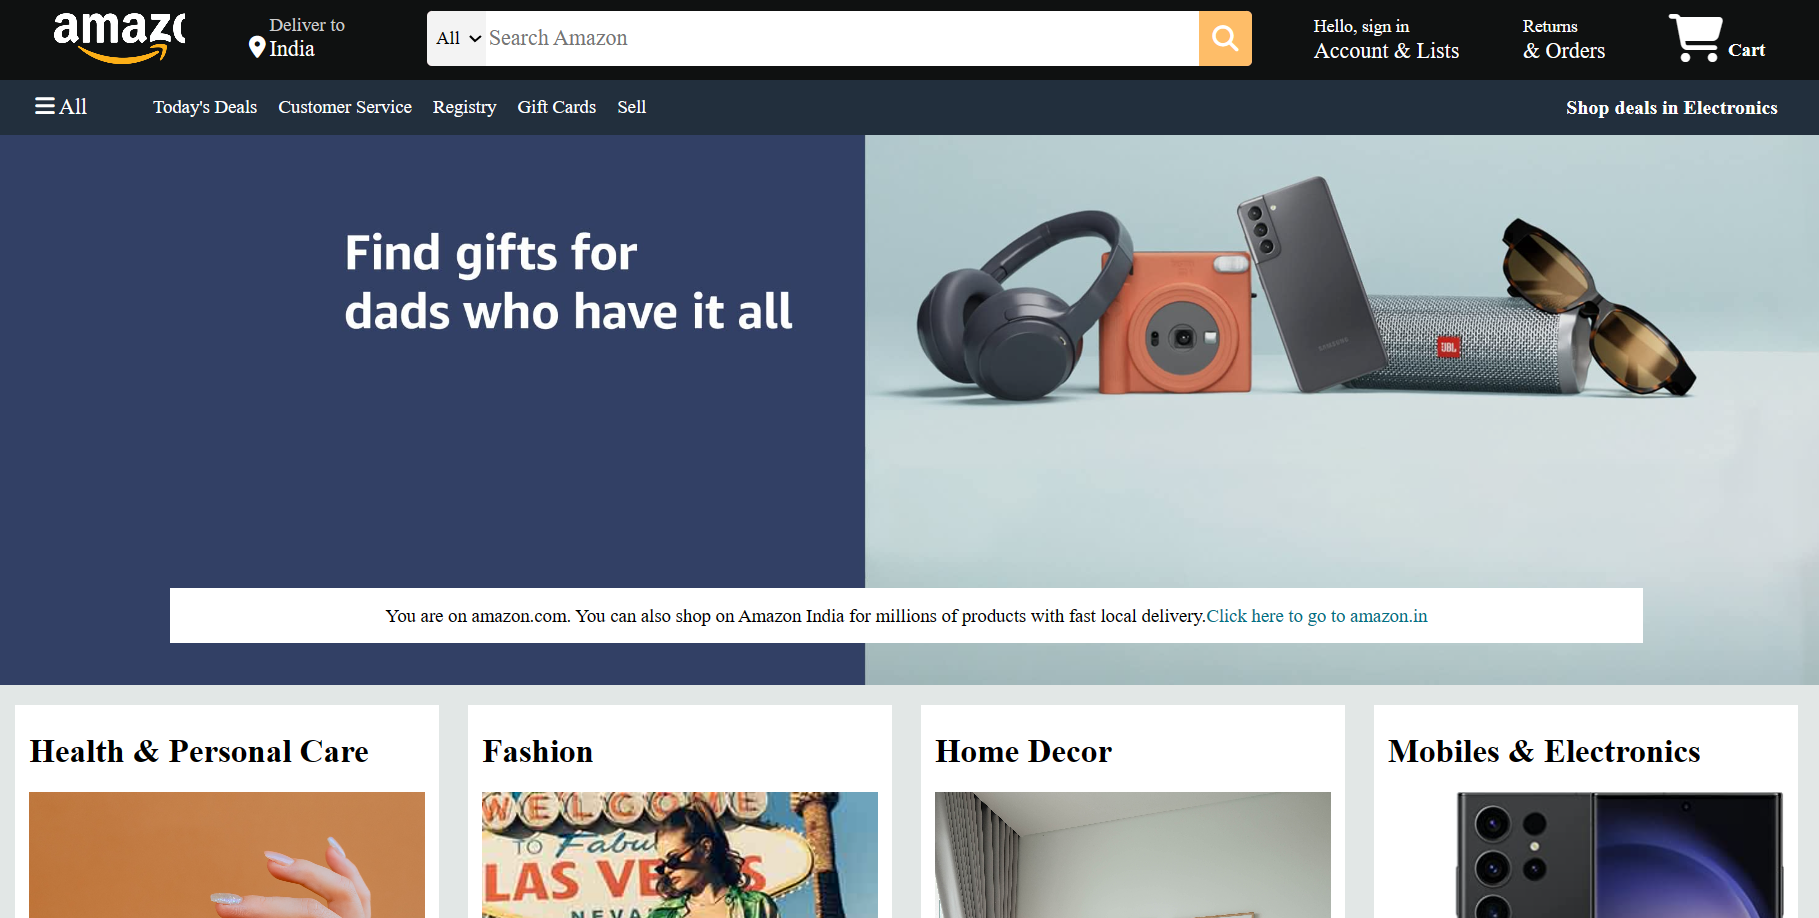 amazo
Deliver to
India
All
Search Amazon
Hello, sign in
Account & Lists
Returns
& Orders
Cart
All
Today's Deals
Customer Service
Registry
Gift Cards
Sell
Shop deals in Electronics
Find gifts for
dads who have it all
SAMSUNG
JBL
You are on amazon.com. You can also shop on Amazon India for millions of products with fast local delivery.Click here to go to amazon.in
Health & Personal Care
Fashion
Home Decor
Mobiles & Electronics
WELCOME
TO Fabul
LAS VE S
NEVA